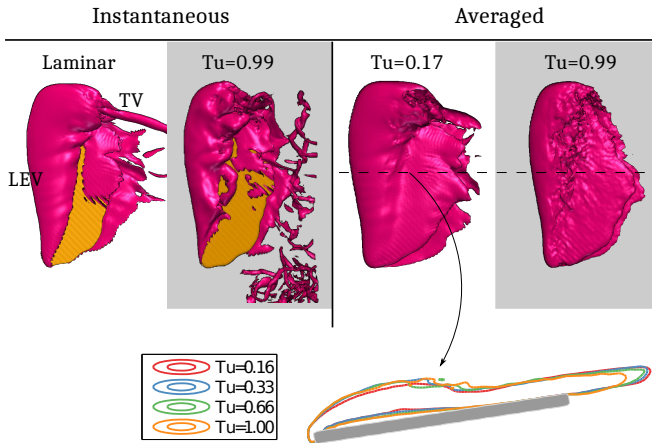 Instantaneous
Averaged
Laminar
Tu=0.99
Tu=0.17
Tu=0.99
TV
LEV
Tu=0.16
Tu=0.33
Tu=0.66
Tu=1.00